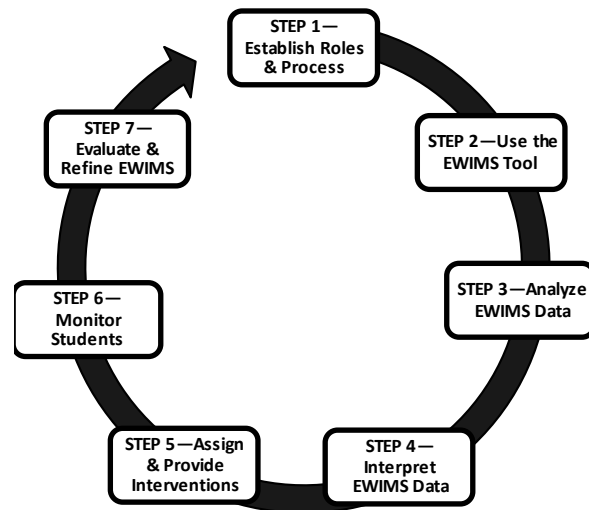 STEP 1—
Establish Roles
& Process
STEP 2—Use the
EWIMS Tool
STEP 3—Analyze
EWIMS Data
STEP 4—
Interpret
EWIMS Data
STEP 5—Assign
& Provide
Interventions
STEP 6—
Monitor
Students
STEP 7—
Evaluate &
Refine EWIMS